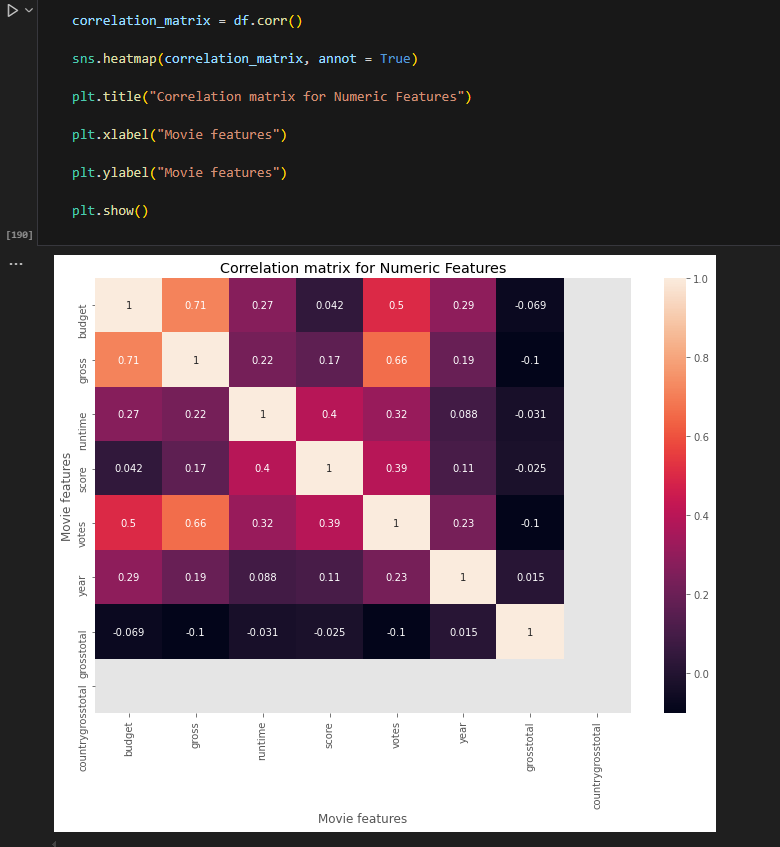 correlation_matrix = df.corr()
sns.heatmap(correlation_matrix, annot = True)
plt.title("Correlation matrix for Numeric Features")
plt.xlabel("Movie features")
plt.ylabel("Movie features")
plt.show()
[190]
...
Correlation matrix for Numeric Features
budget 1 0.71 0.27 0.042 0.5 0.29 -0.069
gross 0.71 1 0.22 0.17 0.66 0.19 -0.1
runtime 0.27 0.22 1 0.4 0.32 0.088 -0.031
score 0.042 0.17 0.4 1 0.39 0.11 -0.025
votes 0.5 0.66 0.32 0.39 1 0.23 -0.1
year 0.29 0.19 0.088 0.11 0.23 1 0.015
grosstotal -0.069 -0.1 -0.031 -0.025 -0.1 0.015 1
countrygrosstotal
Movie features
budget gross runtime score votes year grosstotal countrygrosstotal
Movie features
1.0
0.8
0.6
0.4
0.2
0.0